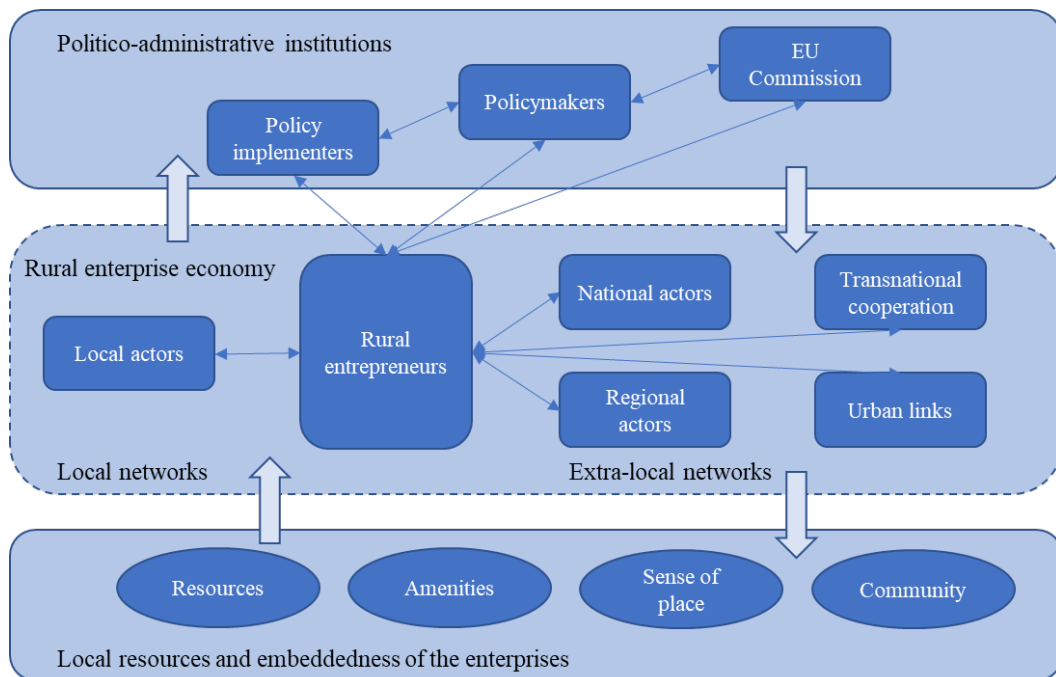 Politico-administrative institutions
EU
Commission
Policymakers
Policy
implementers
Rural enterprise economy
Local actors
Rural
entrepreneurs
National actors
Transnational
cooperation
Regional
actors
Urban links
Local networks
Extra-local networks
Resources
Amenities
Sense of
place
Community
Local resources and embeddedness of the enterprises